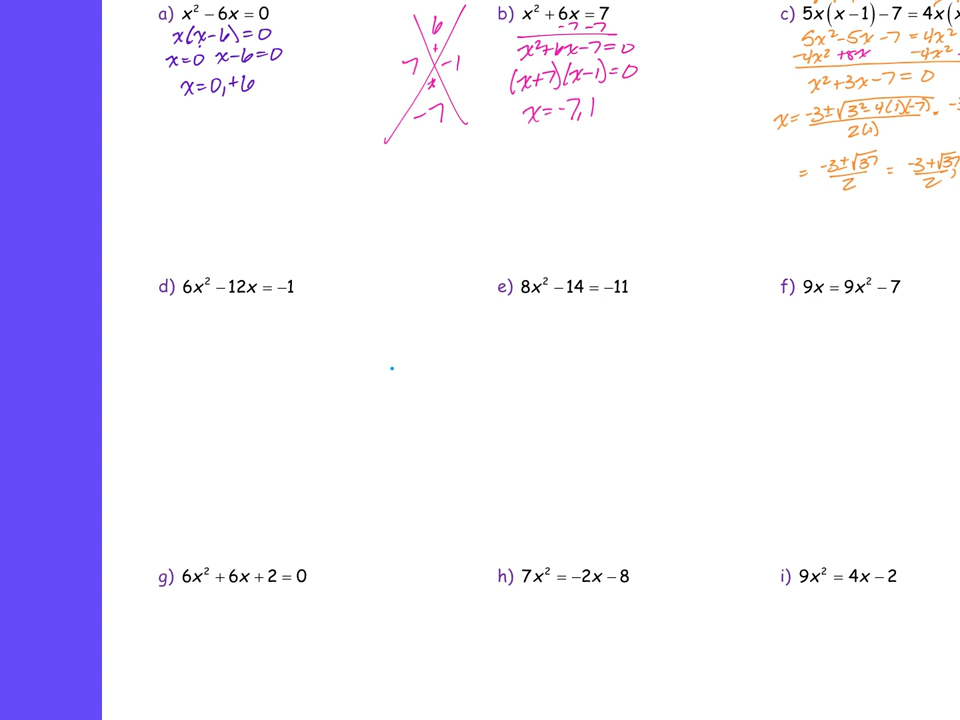 a) x² − 6x = 0
x(x−6) = 0
x=0 x−6=0
x = 0, +6
6
+
7 −1
×
−7
b) x² + 6x = 7
−7 −7
x²+6x−7=0
(x+7)(x−1)=0
x = −7, 1
c) 5x(x − 1) − 7 = 4x(
5x²−5x −7 = 4x²
−4x² +8x −4x²
x²+3x−7 = 0
x = (−3±√(3²−4(1)(−7)))/2(1)
= (−3±√37)/2 = (−3+√37)/2,
d) 6x² − 12x = −1
e) 8x² − 14 = −11
f) 9x = 9x² − 7
g) 6x² + 6x + 2 = 0
h) 7x² = −2x − 8
i) 9x² = 4x − 2